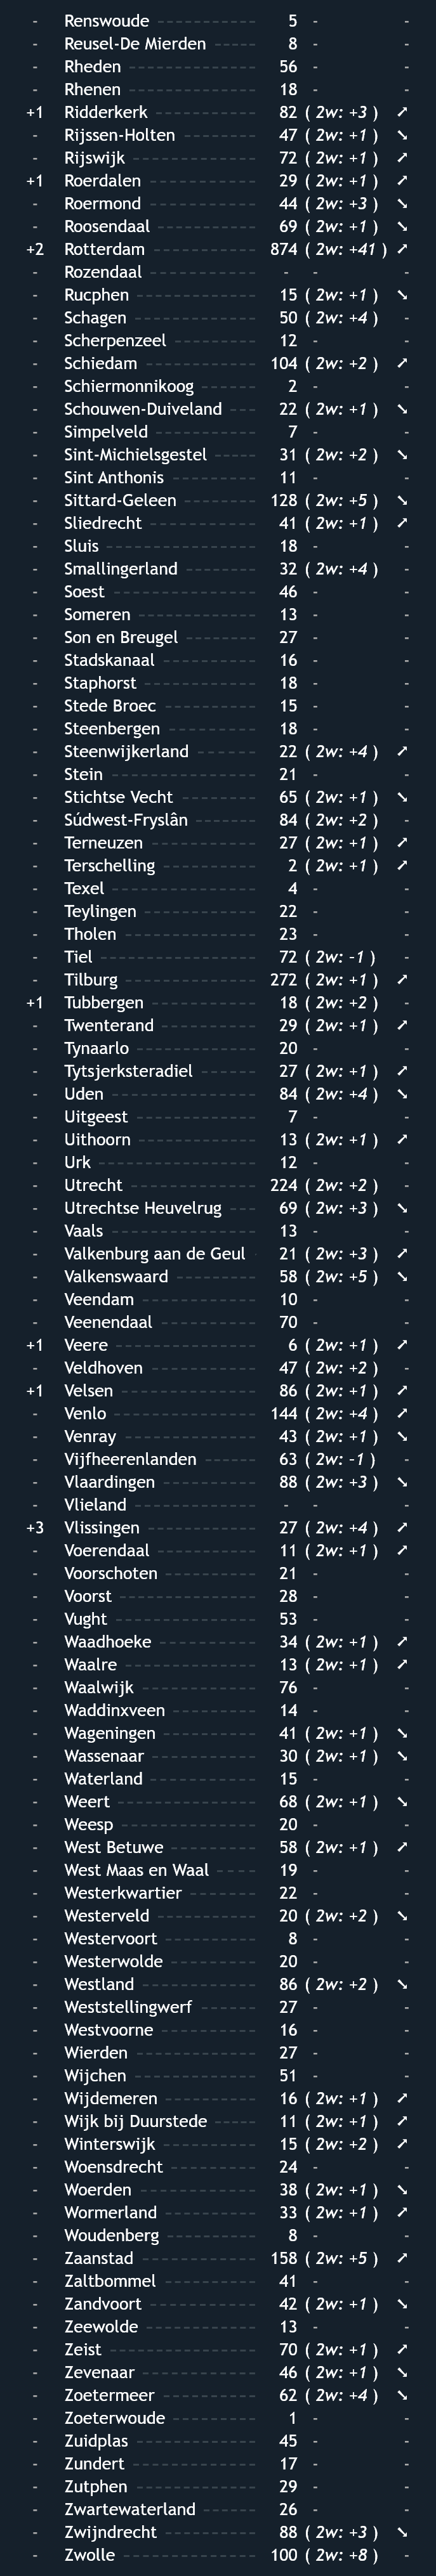 - Renswoude 5 - -
- Reusel-De Mierden 8 - -
- Rheden 56 - -
- Rhenen 18 - -
+1 Ridderkerk 82 ( 2w: +3 ) ➚
- Rijssen-Holten 47 ( 2w: +1 ) ➘
- Rijswijk 72 ( 2w: +1 ) ➚
+1 Roerdalen 29 ( 2w: +1 ) ➚
- Roermond 44 ( 2w: +3 ) ➘
- Roosendaal 69 ( 2w: +1 ) ➘
+2 Rotterdam 874 ( 2w: +41 ) ➚
- Rozendaal - - -
- Rucphen 15 ( 2w: +1 ) ➘
- Schagen 50 ( 2w: +4 ) -
- Scherpenzeel 12 - -
- Schiedam 104 ( 2w: +2 ) ➚
- Schiermonnikoog 2 - -
- Schouwen-Duiveland 22 ( 2w: +1 ) ➘
- Simpelveld 7 - -
- Sint-Michielsgestel 31 ( 2w: +2 ) ➘
- Sint Anthonis 11 - -
- Sittard-Geleen 128 ( 2w: +5 ) ➘
- Sliedrecht 41 ( 2w: +1 ) ➚
- Sluis 18 - -
- Smallingerland 32 ( 2w: +4 ) -
- Soest 46 - -
- Someren 13 - -
- Son en Breugel 27 - -
- Stadskanaal 16 - -
- Staphorst 18 - -
- Stede Broec 15 - -
- Steenbergen 18 - -
- Steenwijkerland 22 ( 2w: +4 ) ➚
- Stein 21 - -
- Stichtse Vecht 65 ( 2w: +1 ) ➘
- Súdwest-Fryslân 84 ( 2w: +2 ) -
- Terneuzen 27 ( 2w: +1 ) ➚
- Terschelling 2 ( 2w: +1 ) ➚
- Texel 4 - -
- Teylingen 22 - -
- Tholen 23 - -
- Tiel 72 ( 2w: -1 ) -
- Tilburg 272 ( 2w: +1 ) ➚
+1 Tubbergen 18 ( 2w: +2 ) -
- Twenterand 29 ( 2w: +1 ) ➚
- Tynaarlo 20 - -
- Tytsjerksteradiel 27 ( 2w: +1 ) ➚
- Uden 84 ( 2w: +4 ) ➘
- Uitgeest 7 - -
- Uithoorn 13 ( 2w: +1 ) ➚
- Urk 12 - -
- Utrecht 224 ( 2w: +2 ) -
- Utrechtse Heuvelrug 69 ( 2w: +3 ) ➘
- Vaals 13 - -
- Valkenburg aan de Geul 21 ( 2w: +3 ) ➚
- Valkenswaard 58 ( 2w: +5 ) ➘
- Veendam 10 - -
- Veenendaal 70 - -
+1 Veere 6 ( 2w: +1 ) ➚
- Veldhoven 47 ( 2w: +2 ) -
+1 Velsen 86 ( 2w: +1 ) ➚
- Venlo 144 ( 2w: +4 ) ➚
- Venray 43 ( 2w: +1 ) ➘
- Vijfheerenlanden 63 ( 2w: -1 ) -
- Vlaardingen 88 ( 2w: +3 ) ➘
- Vlieland - - -
+3 Vlissingen 27 ( 2w: +4 ) ➚
- Voerendaal 11 ( 2w: +1 ) ➚
- Voorschoten 21 - -
- Voorst 28 - -
- Vught 53 - -
- Waadhoeke 34 ( 2w: +1 ) ➚
- Waalre 13 ( 2w: +1 ) ➚
- Waalwijk 76 - -
- Waddinxveen 14 - -
- Wageningen 41 ( 2w: +1 ) ➘
- Wassenaar 30 ( 2w: +1 ) ➘
- Waterland 15 - -
- Weert 68 ( 2w: +1 ) ➘
- Weesp 20 - -
- West Betuwe 58 ( 2w: +1 ) ➚
- West Maas en Waal 19 - -
- Westerkwartier 22 - -
- Westerveld 20 ( 2w: +2 ) ➘
- Westervoort 8 - -
- Westerwolde 20 - -
- Westland 86 ( 2w: +2 ) ➘
- Weststellingwerf 27 - -
- Westvoorne 16 - -
- Wierden 27 - -
- Wijchen 51 - -
- Wijdemeren 16 ( 2w: +1 ) ➚
- Wijk bij Duurstede 11 ( 2w: +1 ) ➚
- Winterswijk 15 ( 2w: +2 ) ➚
- Woensdrecht 24 - -
- Woerden 38 ( 2w: +1 ) ➘
- Wormerland 33 ( 2w: +1 ) ➚
- Woudenberg 8 - -
- Zaanstad 158 ( 2w: +5 ) ➚
- Zaltbommel 41 - -
- Zandvoort 42 ( 2w: +1 ) ➘
- Zeewolde 13 - -
- Zeist 70 ( 2w: +1 ) ➚
- Zevenaar 46 ( 2w: +1 ) ➘
- Zoetermeer 62 ( 2w: +4 ) ➘
- Zoeterwoude 1 - -
- Zuidplas 45 - -
- Zundert 17 - -
- Zutphen 29 - -
- Zwartewaterland 26 - -
- Zwijndrecht 88 ( 2w: +3 ) ➘
- Zwolle 100 ( 2w: +8 ) -